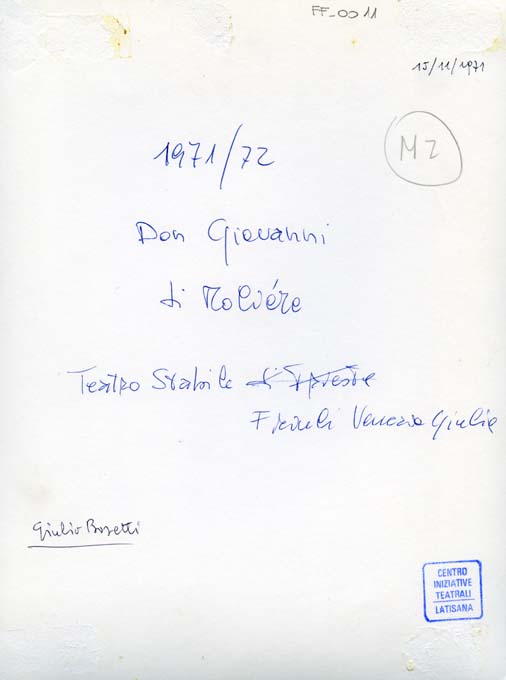 FF_0011
15/11/1971
1971/72
MZ
Don Giovanni
di Molière
Teatro Stabile di Trieste
Friuli Venezia Giulia
Giulio Bosetti
CENTRO
INIZIATIVE
TEATRALI
LATISANA